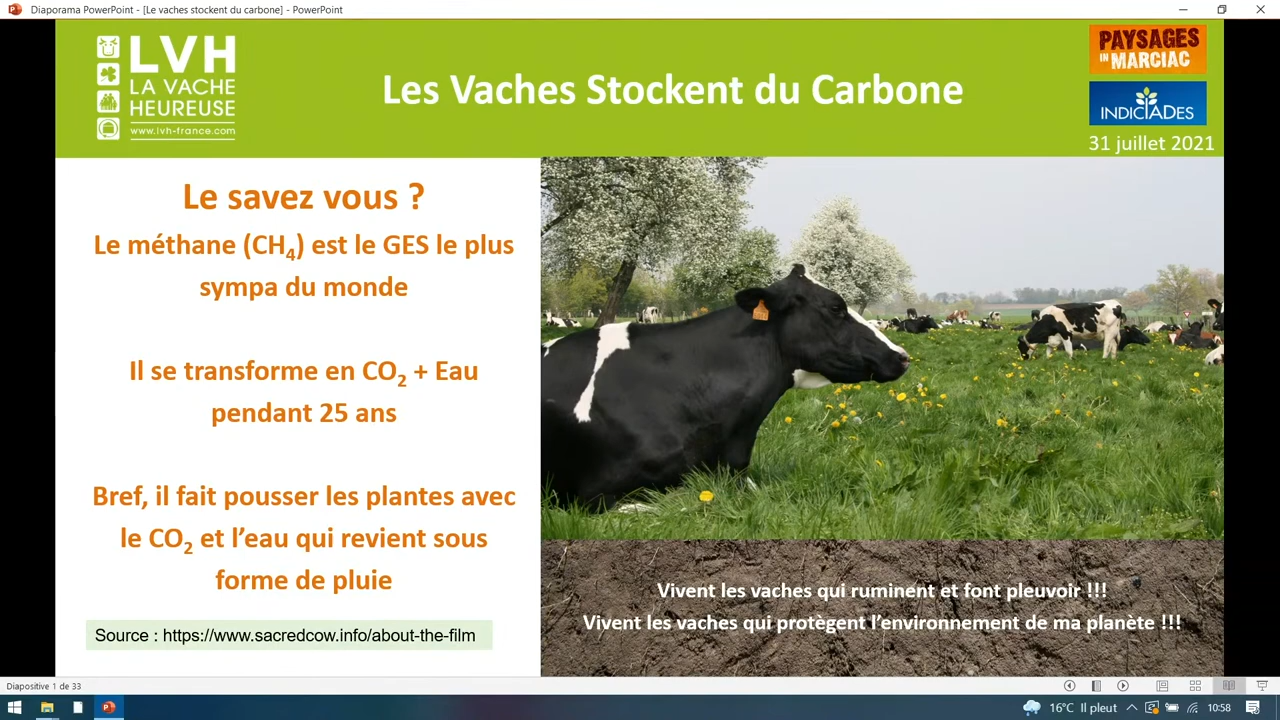 Diaporama PowerPoint - [Le vaches stockent du carbone] - PowerPoint
LVH
LA VACHE
HEUREUSE
www.lvh-france.com
Les Vaches Stockent du Carbone
PAYSAGES
IN MARCIAC
INDICIADES
31 juillet 2021
Le savez vous ?
Le méthane (CH₄) est le GES le plus
sympa du monde
Il se transforme en CO₂ + Eau
pendant 25 ans
Bref, il fait pousser les plantes avec
le CO₂ et l’eau qui revient sous
forme de pluie
Source : https://www.sacredcow.info/about-the-film
Vivent les vaches qui ruminent et font pleuvoir !!!
Vivent les vaches qui protègent l’environnement de ma planète !!!
Diapositive 1 de 33
16°C Il pleut
10:58